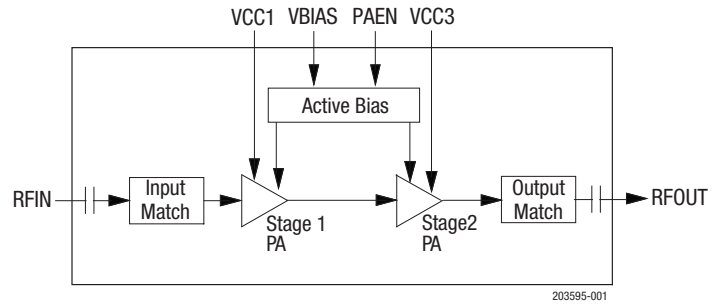 VCC1 VBIAS PAEN VCC3
Active Bias
RFIN
Input
Match
Stage 1
PA
Stage2
PA
Output
Match
RFOUT
203595-001